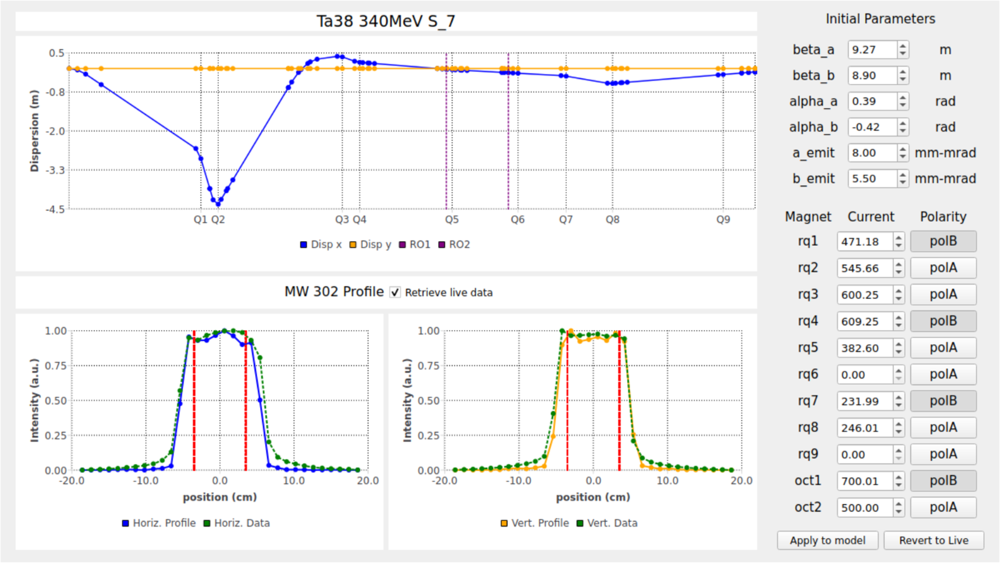 Ta38 340MeV S_7
0.5
-0.8
-2.0
-3.3
-4.5
Dispersion (m)
Q1 Q2 Q3 Q4 Q5 Q6 Q7 Q8 Q9
Disp x Disp y RO1 RO2
MW 302 Profile Retrieve live data
1.00
0.75
0.50
0.25
0.00
Intensity (a.u.)
-20.0 -10.0 0.0 10.0 20.0
position (cm)
Horiz. Profile Horiz. Data
1.00
0.75
0.50
0.25
0.00
Intensity (a.u.)
-20.0 -10.0 0.0 10.0 20.0
position (cm)
Vert. Profile Vert. Data
Initial Parameters
beta_a 9.27 m
beta_b 8.90 m
alpha_a 0.39 rad
alpha_b -0.42 rad
a_emit 8.00 mm-mrad
b_emit 5.50 mm-mrad
Magnet Current Polarity
rq1 471.18 polB
rq2 545.66 polA
rq3 600.25 polA
rq4 609.25 polB
rq5 382.60 polA
rq6 0.00 polA
rq7 231.99 polB
rq8 246.01 polA
rq9 0.00 polA
oct1 700.01 polB
oct2 500.00 polA
Apply to model Revert to Live